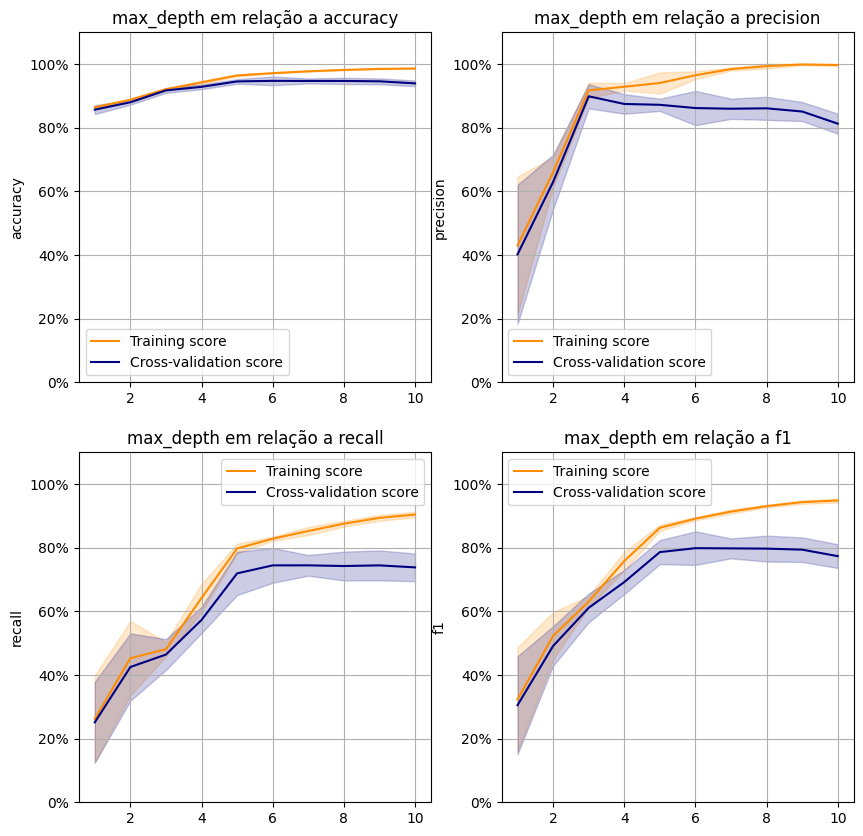 max_depth em relação a accuracy
100%
80%
60%
40%
20%
0%
accuracy
Training score
Cross-validation score
2 4 6 8 10
max_depth em relação a precision
100%
80%
60%
40%
20%
0%
precision
Training score
Cross-validation score
2 4 6 8 10
max_depth em relação a recall
100%
80%
60%
40%
20%
0%
recall
Training score
Cross-validation score
2 4 6 8 10
max_depth em relação a f1
100%
80%
60%
40%
20%
0%
f1
Training score
Cross-validation score
2 4 6 8 10